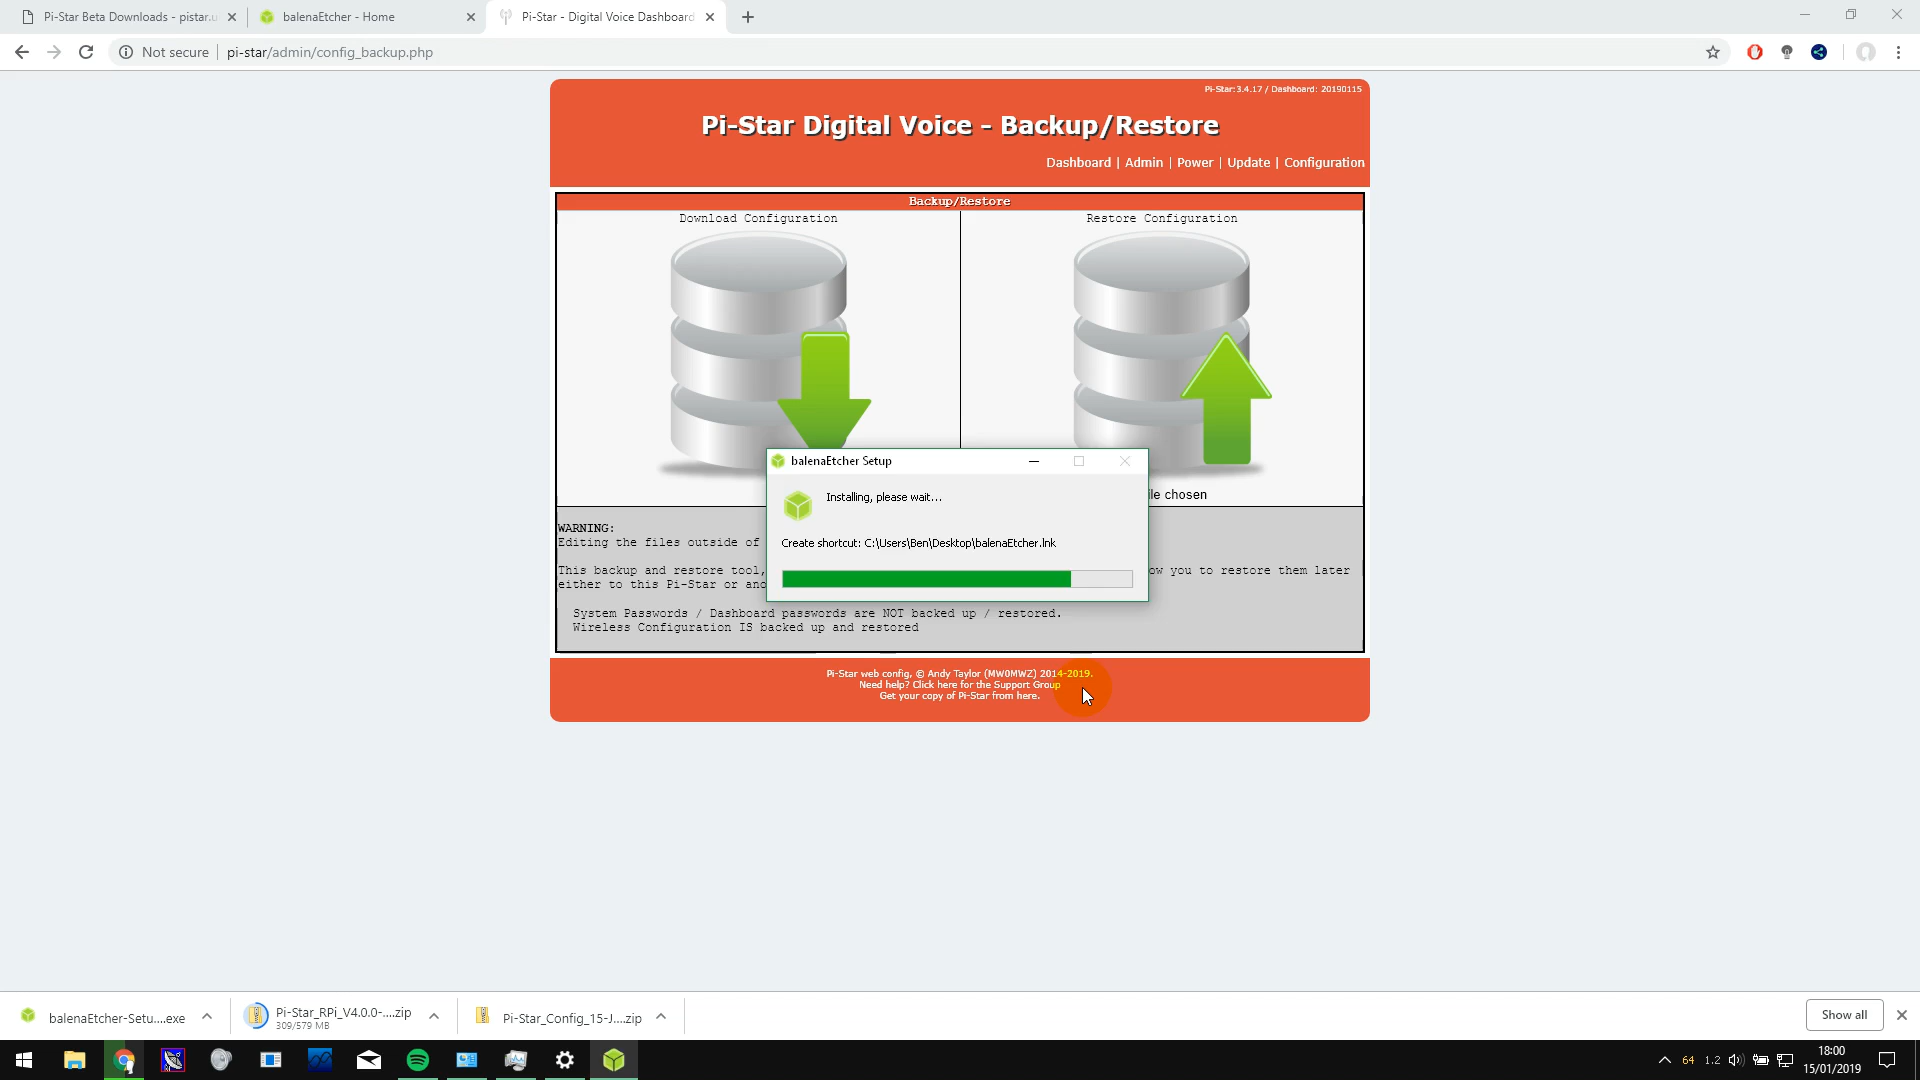 Pi-Star Beta Downloads - pistar.u
balenaEtcher - Home
Pi-Star - Digital Voice Dashboard
Not secure
pi-star/admin/config_backup.php
Pi-Star:3.4.17 / Dashboard: 20190115
Pi-Star Digital Voice - Backup/Restore
Dashboard | Admin | Power | Update | Configuration
Backup/Restore
Download Configuration
Restore Configuration
balenaEtcher Setup
Installing, please wait...
ile chosen
Create shortcut: C:\Users\Ben\Desktop\balenaEtcher.lnk
WARNING:
Editing the files outside of
This backup and restore tool,
ow you to restore them later
either to this Pi-Star or ano
System Passwords / Dashboard passwords are NOT backed up / restored.
Wireless Configuration IS backed up and restored
Pi-Star web config, © Andy Taylor (MW0MWZ) 2014-2019.
Need help? Click here for the Support Group
Get your copy of Pi-Star from here.
balenaEtcher-Setu....exe
Pi-Star_RPi_V4.0.0-....zip
309/579 MB
Pi-Star_Config_15-J....zip
Show all
64
1.2
18:00
15/01/2019